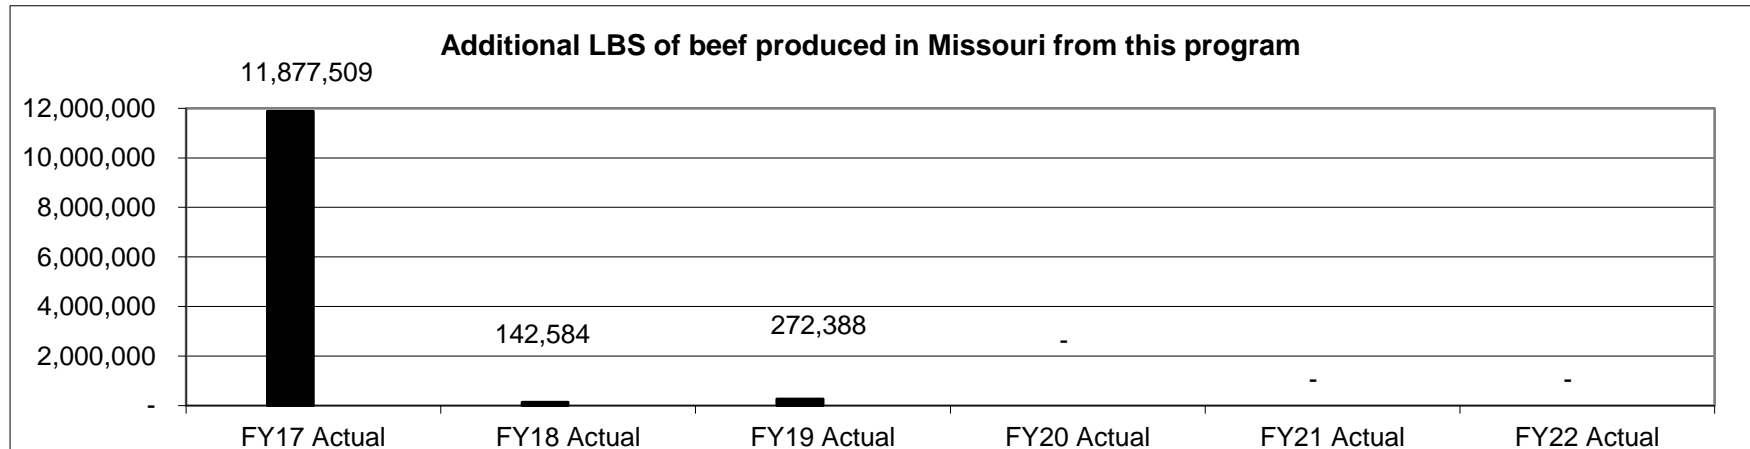 Additional LBS of beef produced in Missouri from this program
11,877,509
12,000,000
10,000,000
8,000,000
6,000,000
4,000,000
2,000,000
-
142,584
272,388
-
-
-
FY17 Actual
FY18 Actual
FY19 Actual
FY20 Actual
FY21 Actual
FY22 Actual